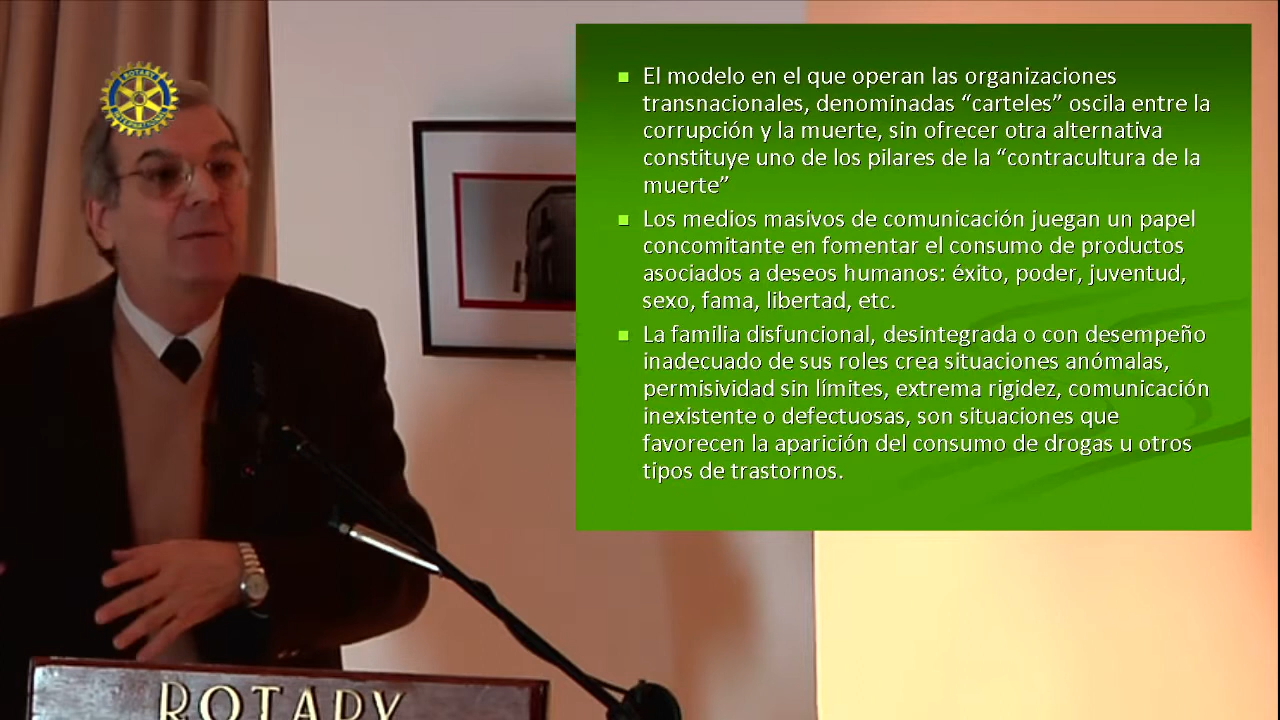 ROTARY
INTERNATIONAL
El modelo en el que operan las organizaciones
transnacionales, denominadas “carteles” oscila entre la
corrupción y la muerte, sin ofrecer otra alternativa
constituye uno de los pilares de la “contracultura de la
muerte”
Los medios masivos de comunicación juegan un papel
concomitante en fomentar el consumo de productos
asociados a deseos humanos: éxito, poder, juventud,
sexo, fama, libertad, etc.
La familia disfuncional, desintegrada o con desempeño
inadecuado de sus roles crea situaciones anómalas,
permisividad sin límites, extrema rigidez, comunicación
inexistente o defectuosas, son situaciones que
favorecen la aparición del consumo de drogas u otros
tipos de trastornos.
ROTARY